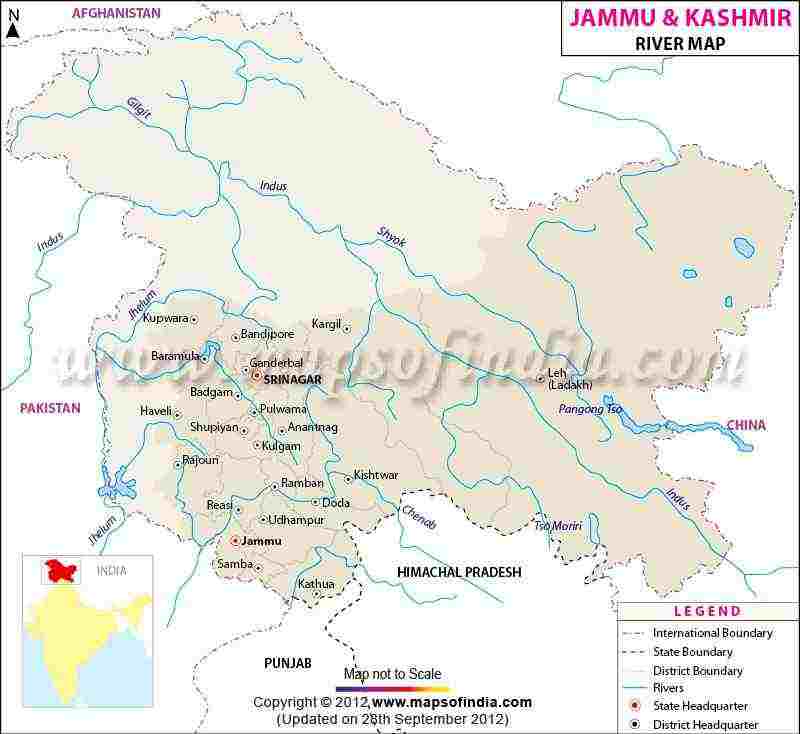 N
AFGHANISTAN
JAMMU & KASHMIR
RIVER MAP
Gilgit
Indus
Shyok
Indus
Jhelum
Kupwara
Bandipore
Kargil
Baramula
Ganderbal
SRINAGAR
www.mapsofindia.com
Leh
(Ladakh)
Badgam
PAKISTAN
Haveli
Pulwama
Pangong Tso
CHINA
Shupiyan
Anantnag
Kulgam
Rajouri
Ramban
Kishtwar
Indus
Reasi
Doda
Chenab
Udhampur
Tso Moriri
Jhelum
Jammu
Samba
Kathua
HIMACHAL PRADESH
INDIA
PUNJAB
LEGEND
International Boundary
State Boundary
District Boundary
Rivers
State Headquarter
District Headquarter
Map not to Scale
Copyright © 2012,www.mapsofindia.com
(Updated on 28th September 2012)